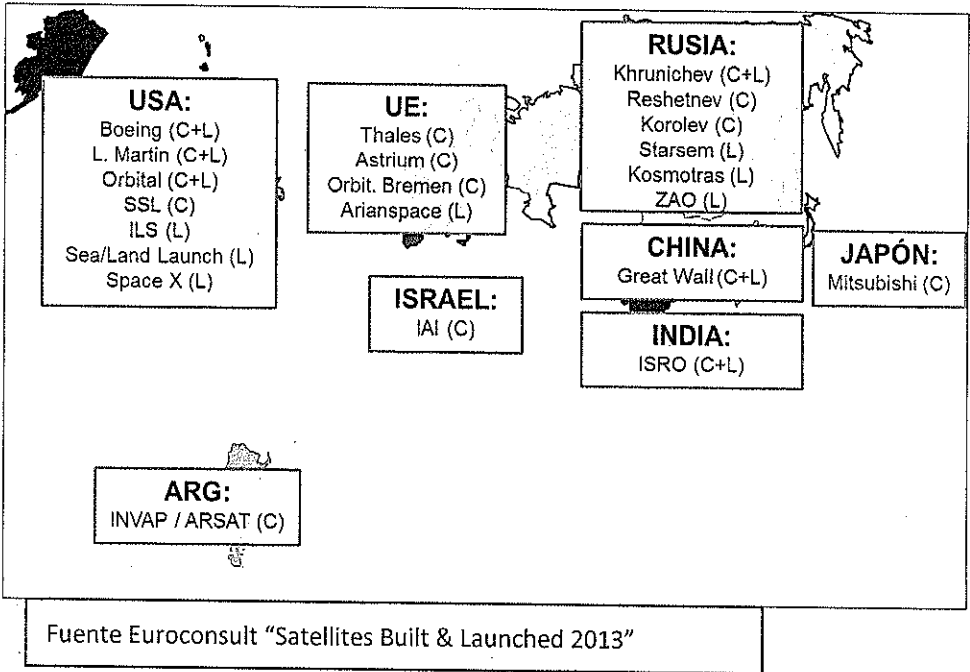 USA:
Boeing (C+L)
L. Martin (C+L)
Orbital (C+L)
SSL (C)
ILS (L)
Sea/Land Launch (L)
Space X (L)
UE:
Thales (C)
Astrium (C)
Orbit. Bremen (C)
Arianspace (L)
RUSIA:
Khrunichev (C+L)
Reshetnev (C)
Korolev (C)
Starsem (L)
Kosmotras (L)
ZAO (L)
CHINA:
Great Wall (C+L)
JAPÓN:
Mitsubishi (C)
ISRAEL:
IAI (C)
INDIA:
ISRO (C+L)
ARG:
INVAP / ARSAT (C)
Fuente Euroconsult “Satellites Built & Launched 2013”